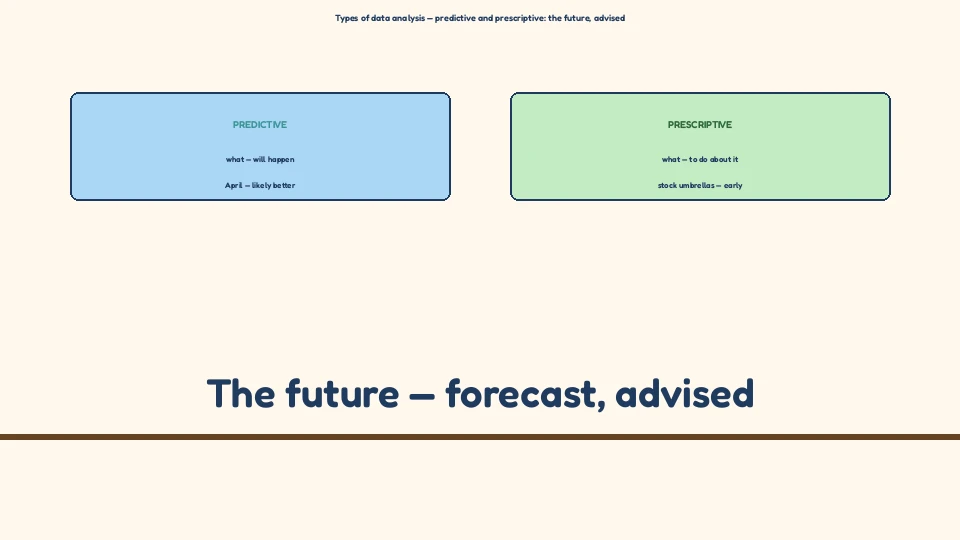 Types of data analysis — predictive and prescriptive: the future, advised
PREDICTIVE
what — will happen
April — likely better
PRESCRIPTIVE
what — to do about it
stock umbrellas — early
The future — forecast, advised